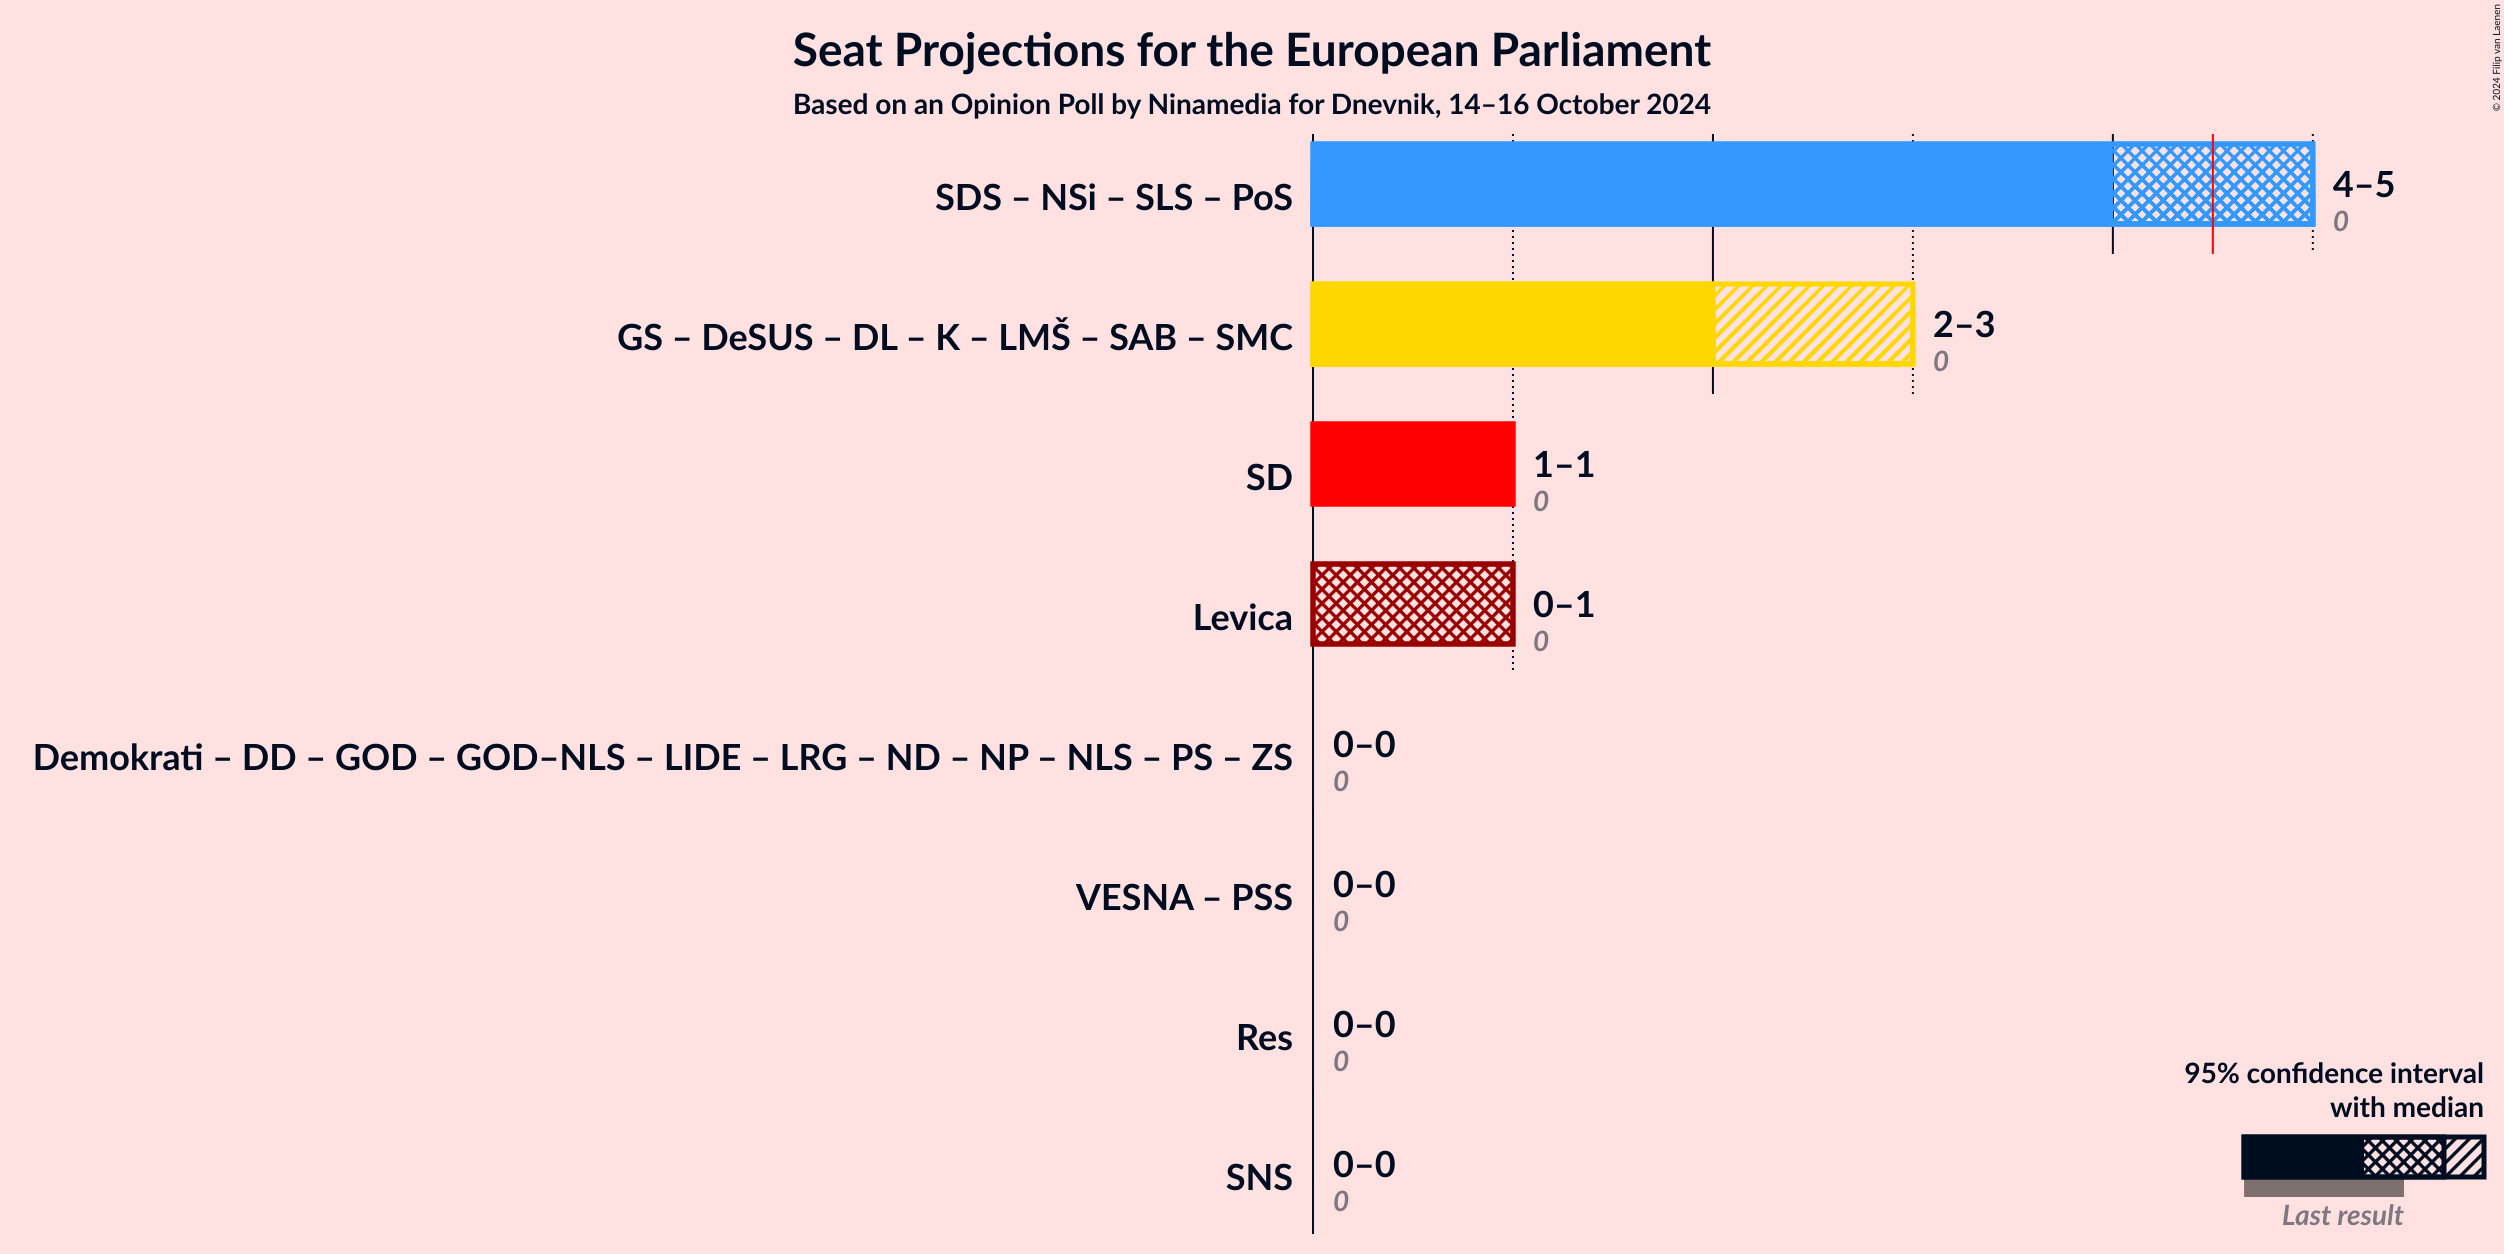 Seat Projections for the European Parliament
Based on an Opinion Poll by Ninamedia for Dnevnik, 14–16 October 2024
© 2024 Filip van Laenen
SDS – NSi – SLS – PoS
4–5
0
GS – DeSUS – DL – K – LMŠ – SAB – SMC
2–3
0
SD
1–1
0
Levica
0–1
0
Demokrati – DD – GOD – GOD–NLS – LIDE – LRG – ND – NP – NLS – PS – ZS
0–0
0
VESNA – PSS
0–0
0
Res
0–0
0
SNS
0–0
0
95% confidence interval
with median
Last result